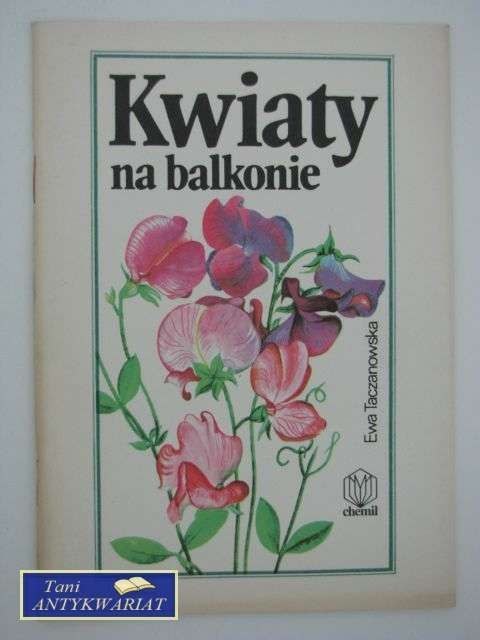 Kwiaty
na balkonie
Ewa Taczanowska
chemil
Tani
ANTYKWARIAT